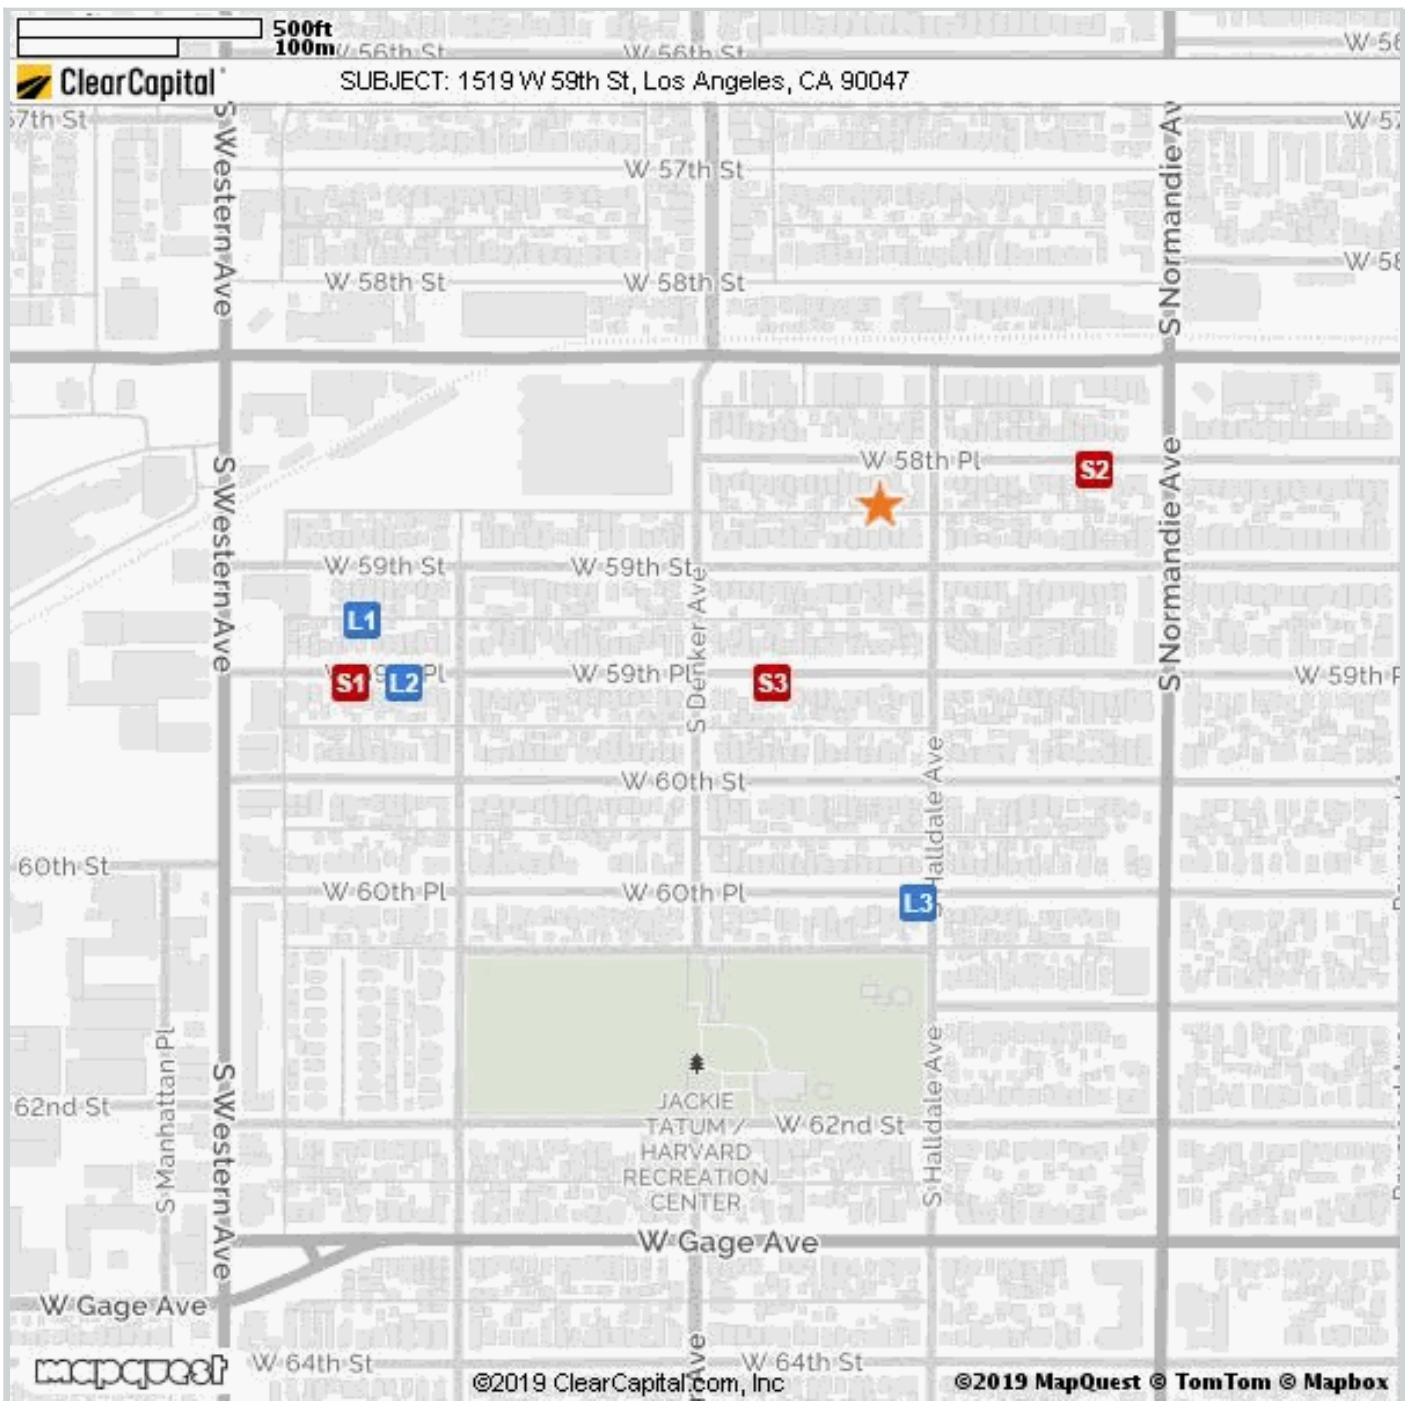 500ft
100m
W 56th St
W 56th St
W 56
ClearCapital
SUBJECT: 1519 W 59th St, Los Angeles, CA 90047
57th St
W 57
W 57th St
S Western Ave
S Normandie Av
W 58th St
W 58th St
W 58
W 58th Pl
S2
S Western Ave
S Normandie Ave
W 59th St
W 59th St
S Denker Ave
L1
S1
L2
W 59th Pl
S3
W 59th P
W 60th St
S Halldale Ave
60th St
W 60th Pl
W 60th Pl
L3
S Manhattan Pl
S Western Ave
S Halldale Ave
62nd St
JACKIE
TATUM /
HARVARD
RECREATION
CENTER
W 62nd St
W Gage Ave
W Gage Ave
mapquest
W 64th St
W 64th St
Ave
©2019 ClearCapital.com, Inc
©2019 MapQuest © TomTom © Mapbox